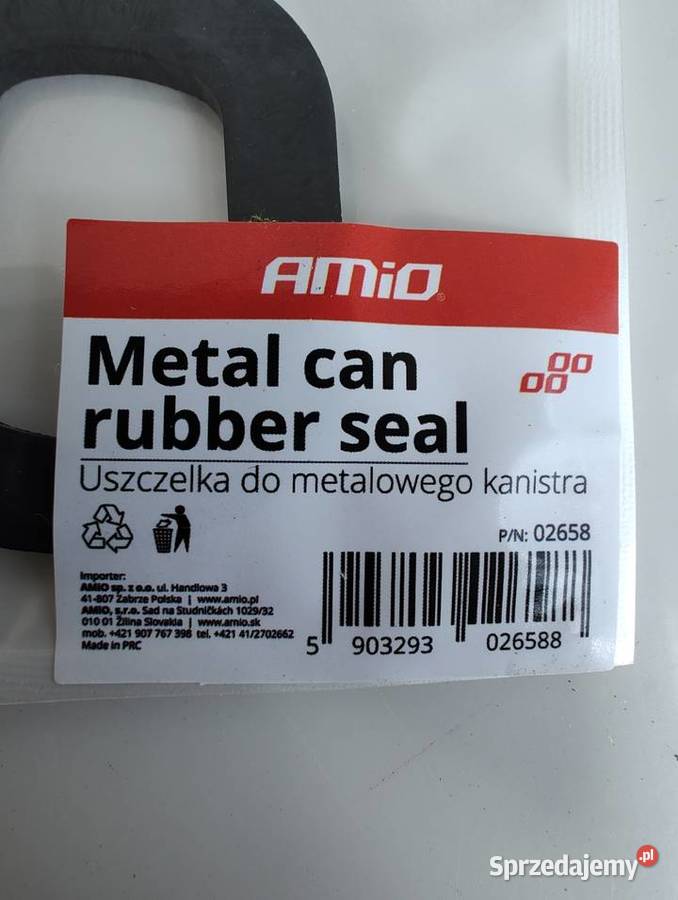 AMiO®
Metal can
rubber seal
Uszczelka do metalowego kanistra
P/N: 02658
Importer:
AMiO sp. z o.o. ul. Handlowa 3
41-807 Zabrze Polska | www.amio.pl
AMiO, s.r.o. Sad na Studničkách 1029/32
010 01 Žilina Slovakia | www.amio.sk
mob. +421 907 767 398 tel. +421 41/2702662
Made in PRC
5 903293 026588
Sprzedajemy.pl